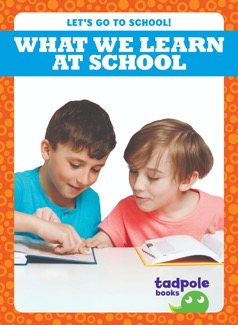 LET'S GO TO SCHOOL!
WHAT WE LEARN
AT SCHOOL
tadpole
books